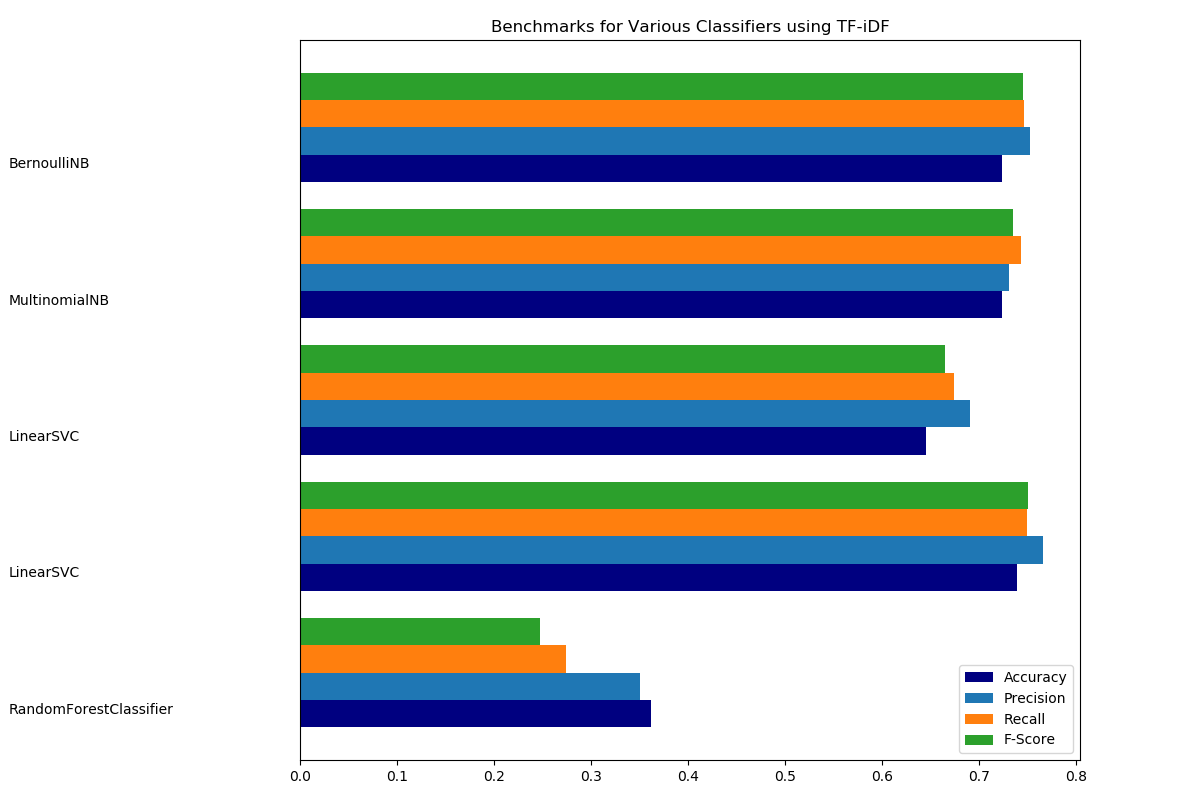 Benchmarks for Various Classifiers using TF-iDF
BernoulliNB
MultinomialNB
LinearSVC
LinearSVC
RandomForestClassifier
Accuracy
Precision
Recall
F-Score
0.0 0.1 0.2 0.3 0.4 0.5 0.6 0.7 0.8